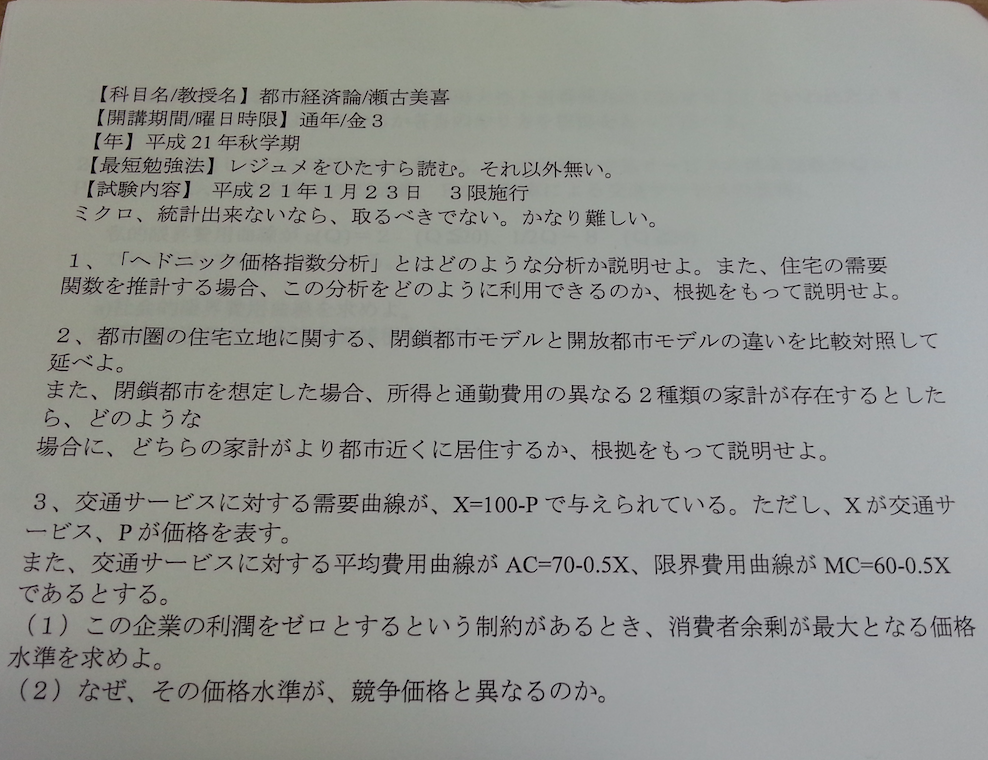 【科目名/教授名】都市経済論/瀬古美喜
【開講期間/曜日時限】通年/金３
【年】平成 21 年秋学期
【最短勉強法】レジュメをひたすら読む。それ以外無い。
【試験内容】 平成２１年１月２３日 ３限施行
ミクロ、統計出来ないなら、取るべきでない。かなり難しい。
１、「ヘドニック価格指数分析」とはどのような分析か説明せよ。また、住宅の需要
関数を推計する場合、この分析をどのように利用できるのか、根拠をもって説明せよ。
２、都市圏の住宅立地に関する、閉鎖都市モデルと開放都市モデルの違いを比較対照して
延べよ。
また、閉鎖都市を想定した場合、所得と通勤費用の異なる２種類の家計が存在するとした
ら、どのような
場合に、どちらの家計がより都市近くに居住するか、根拠をもって説明せよ。
３、交通サービスに対する需要曲線が、X=100-P で与えられている。ただし、X が交通サ
ービス、P が価格を表す。
また、交通サービスに対する平均費用曲線が AC=70-0.5X、限界費用曲線が MC=60-0.5X
であるとする。
（１）この企業の利潤をゼロとするという制約があるとき、消費者余剰が最大となる価格
水準を求めよ。
（２）なぜ、その価格水準が、競争価格と異なるのか。